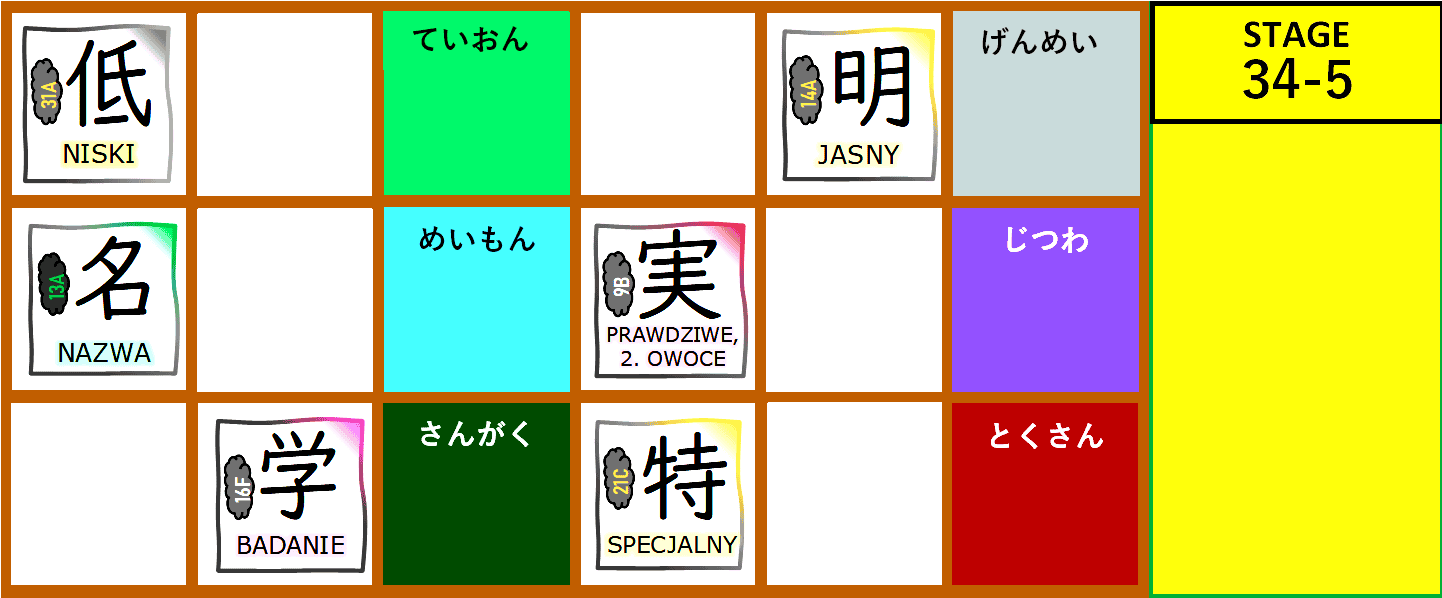 31A
低
NISKI
ていおん
14A
明
JASNY
げんめい
STAGE
34-5
13A
名
NAZWA
めいもん
9B
実
PRAWDZIWE,
2. OWOCE
じつわ
16F
学
BADANIE
さんがく
21C
特
SPECJALNY
とくさん